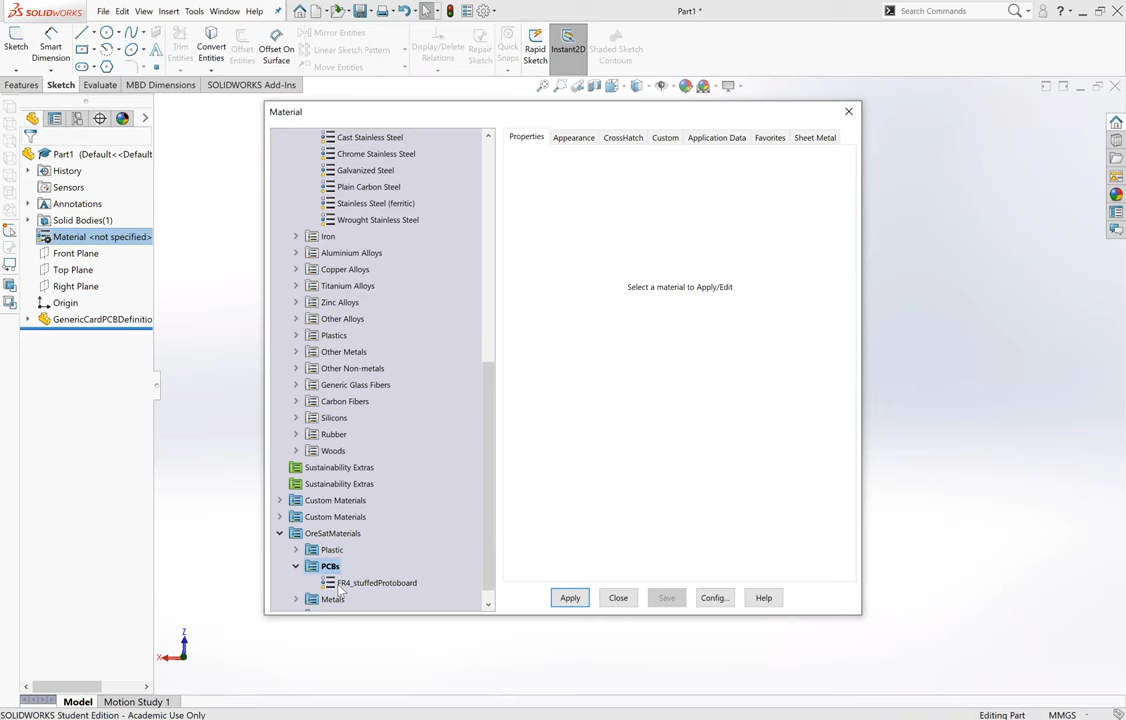 SOLIDWORKS File Edit View Insert Tools Window Help Part1 * Search Commands
Sketch Smart Dimension Trim Entities Convert Entities Offset Entities Offset On Surface Mirror Entities Linear Sketch Pattern Move Entities Display/Delete Relations Repair Sketch Quick Snaps Rapid Sketch Instant2D Shaded Sketch Contours
Features Sketch Evaluate MBD Dimensions SOLIDWORKS Add-Ins
Part1 (Default<<Default
History
Sensors
Annotations
Solid Bodies(1)
Material <not specified>
Front Plane
Top Plane
Right Plane
Origin
GenericCardPCBDefinitio
Material
Cast Stainless Steel
Chrome Stainless Steel
Galvanized Steel
Plain Carbon Steel
Stainless Steel (ferritic)
Wrought Stainless Steel
Iron
Aluminium Alloys
Copper Alloys
Titanium Alloys
Zinc Alloys
Other Alloys
Plastics
Other Metals
Other Non-metals
Generic Glass Fibers
Carbon Fibers
Silicons
Rubber
Woods
Sustainability Extras
Sustainability Extras
Custom Materials
Custom Materials
OreSatMaterials
Plastic
PCBs
FR4_stuffedProtoboard
Metals
Properties Appearance CrossHatch Custom Application Data Favorites Sheet Metal
Select a material to Apply/Edit
Apply Close Save Config... Help
Z
X
Model Motion Study 1
SOLIDWORKS Student Edition - Academic Use Only Editing Part MMGS